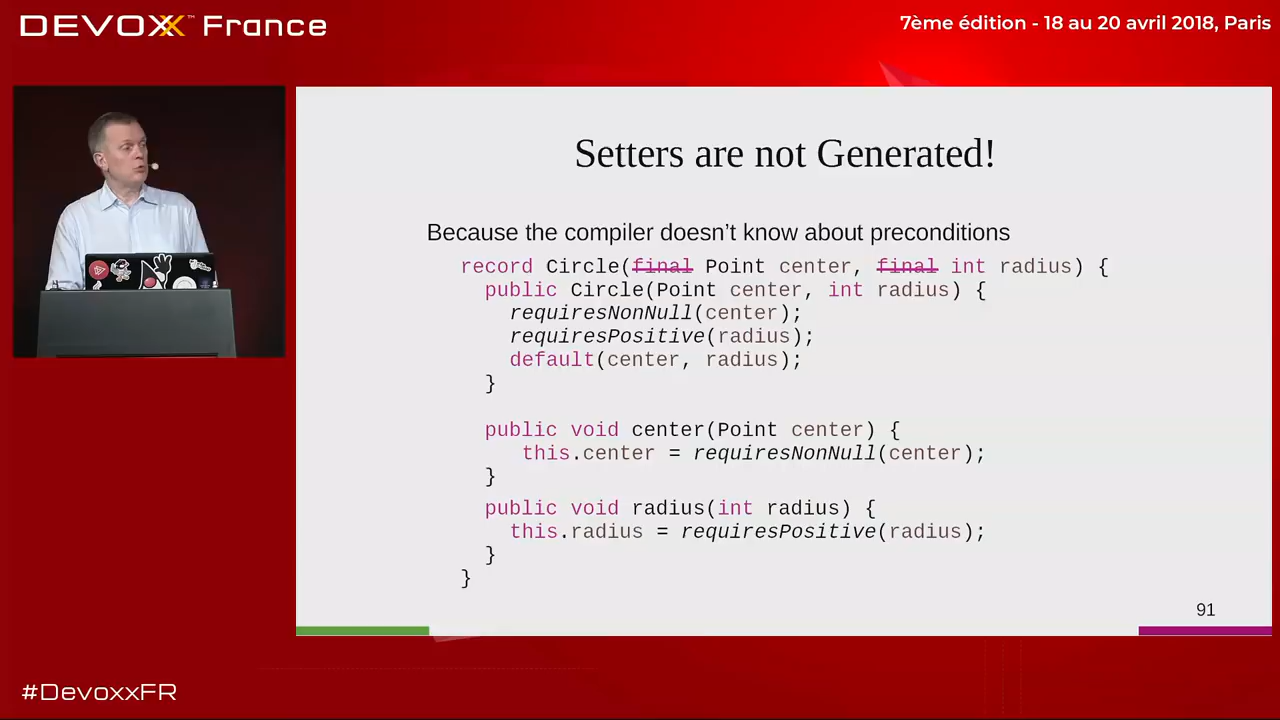 DEVOXX™ France
7ème édition - 18 au 20 avril 2018, Paris
Setters are not Generated!
Because the compiler doesn't know about preconditions
record Circle(final Point center, final int radius) {
public Circle(Point center, int radius) {
requiresNonNull(center);
requiresPositive(radius);
default(center, radius);
}
public void center(Point center) {
this.center = requiresNonNull(center);
}
public void radius(int radius) {
this.radius = requiresPositive(radius);
}
}
91
#DevoxxFR